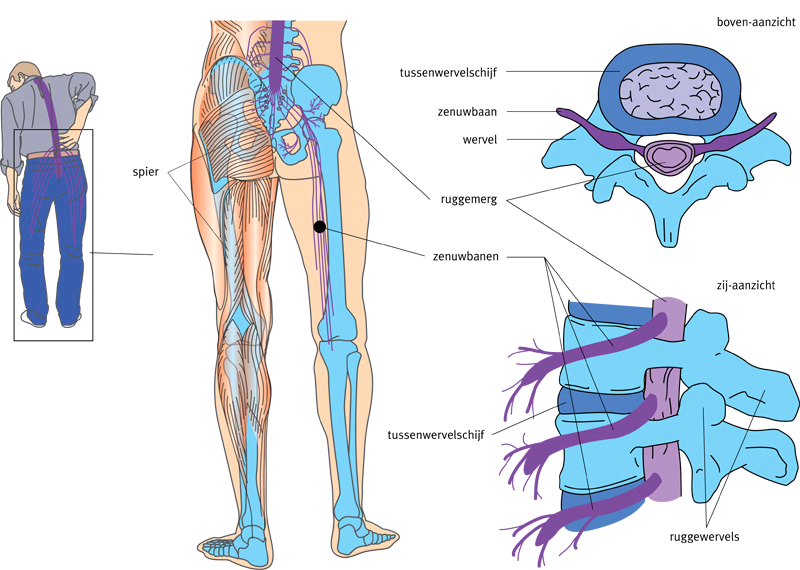 boven-aanzicht
tussenwervelschijf
zenuwbaan
wervel
spier
ruggemerg
zenuwbanen
zij-aanzicht
tussenwervelschijf
ruggewervels